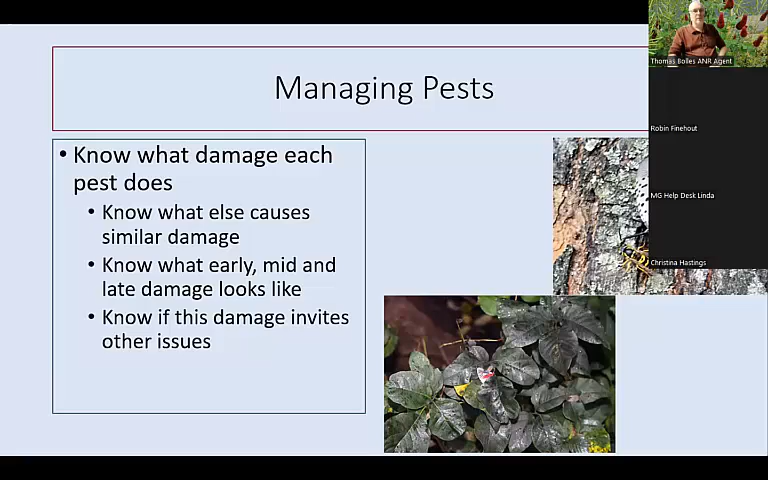 Managing Pests
• Know what damage each
pest does
• Know what else causes
similar damage
• Know what early, mid and
late damage looks like
• Know if this damage invites
other issues
Thomas Bolles ANR Agent
Robin Finehout
MG Help Desk Linda
Christina Hastings